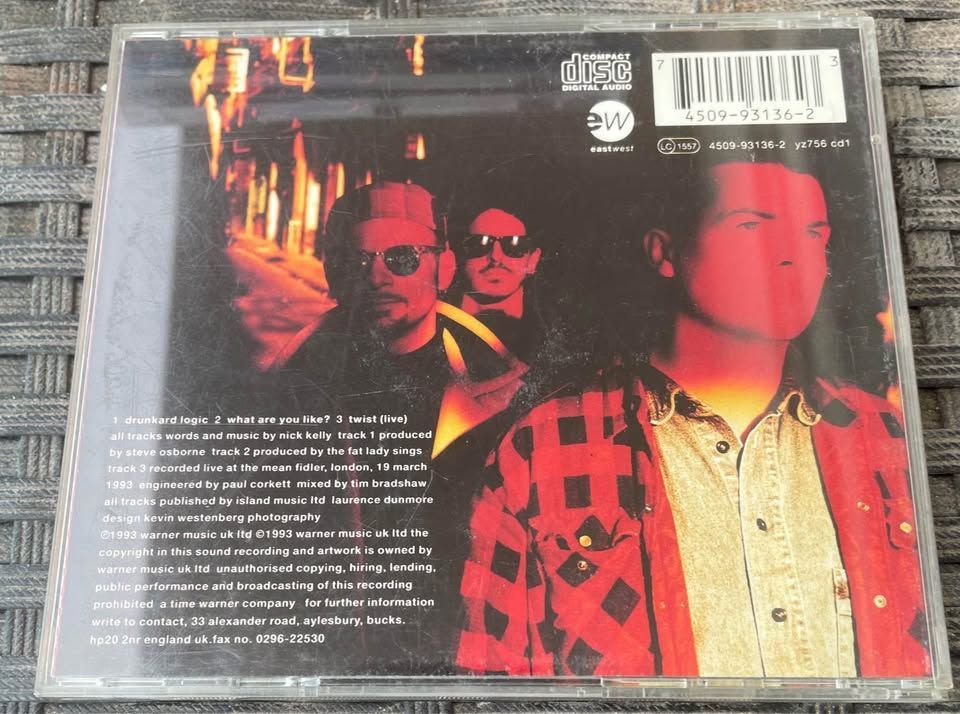 COMPACT
disc
DIGITAL AUDIO
ew
eastwest
7 3
4509-93136-2
LC 1557 4509-93136-2 yz756 cd1
1 drunkard logic 2 what are you like? 3 twist (live)
all tracks words and music by nick kelly track 1 produced
by steve osborne track 2 produced by the fat lady sings
track 3 recorded live at the mean fidler, london, 19 march
1993 engineered by paul corkett mixed by tim bradshaw
all tracks published by island music ltd laurence dunmore
design kevin westenberg photography
℗1993 warner music uk ltd ©1993 warner music uk ltd the
copyright in this sound recording and artwork is owned by
warner music uk ltd unauthorised copying, hiring, lending,
public performance and broadcasting of this recording
prohibited a time warner company for further information
write to contact, 33 alexander road, aylesbury, bucks.
hp20 2nr england uk.fax no. 0296-22530